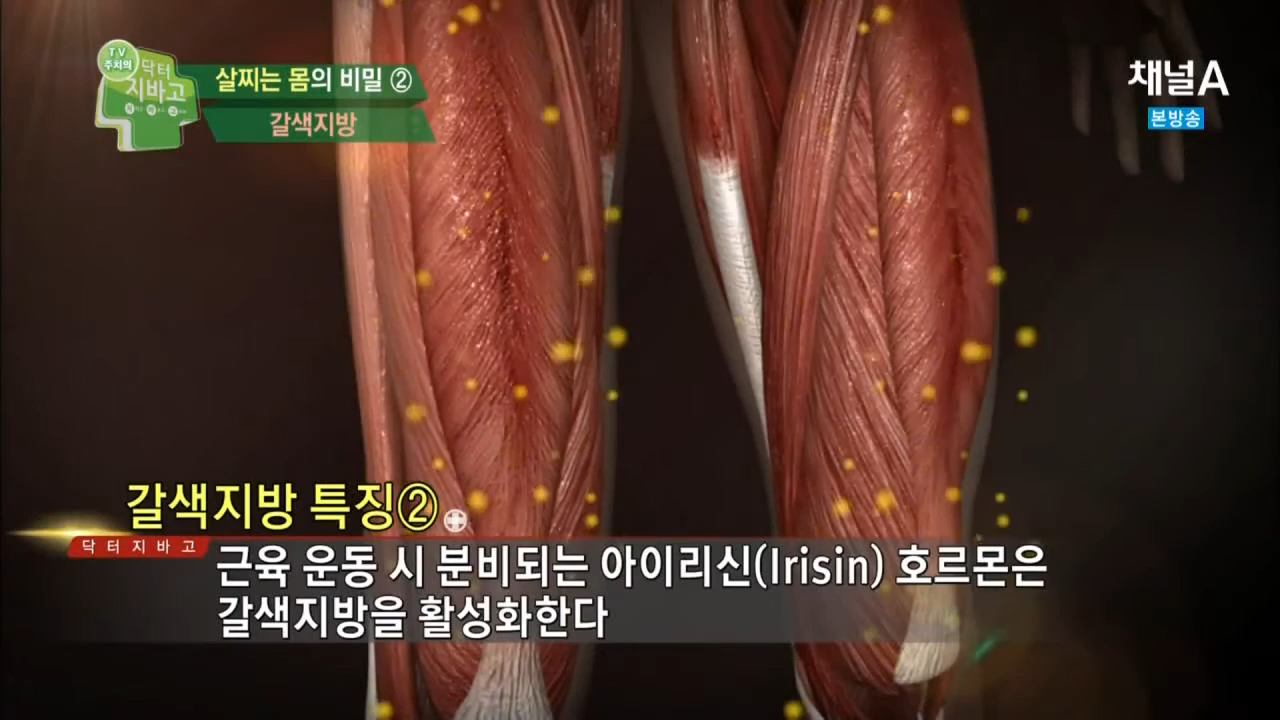 TV
주치의
닥터
지바고
살찌는 몸의 비밀 ②
갈색지방
채널A
본방송
갈색지방 특징②
닥터지바고
근육 운동 시 분비되는 아이리신(Irisin) 호르몬은
갈색지방을 활성화한다